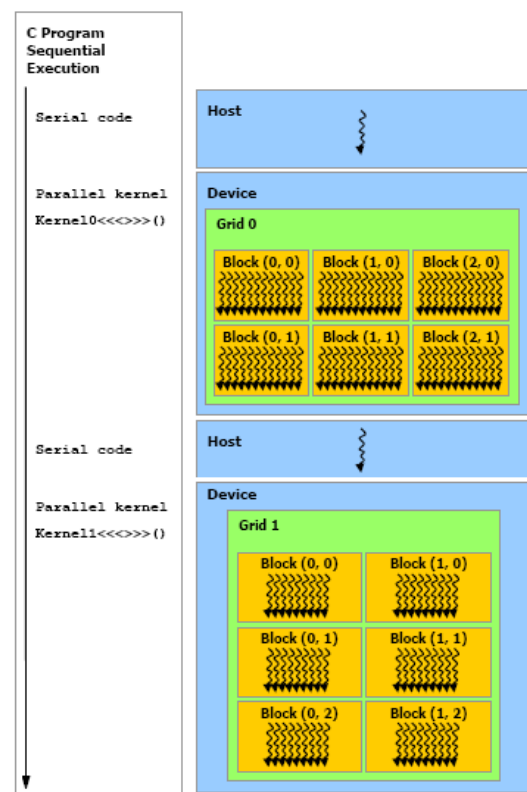 C Program
Sequential
Execution
Serial code
Host
Parallel kernel
Kernel0<<<>>>()
Device
Grid 0
Block (0, 0) Block (1, 0) Block (2, 0)
Block (0, 1) Block (1, 1) Block (2, 1)
Serial code
Host
Parallel kernel
Kernel1<<<>>>()
Device
Grid 1
Block (0, 0) Block (1, 0)
Block (0, 1) Block (1, 1)
Block (0, 2) Block (1, 2)